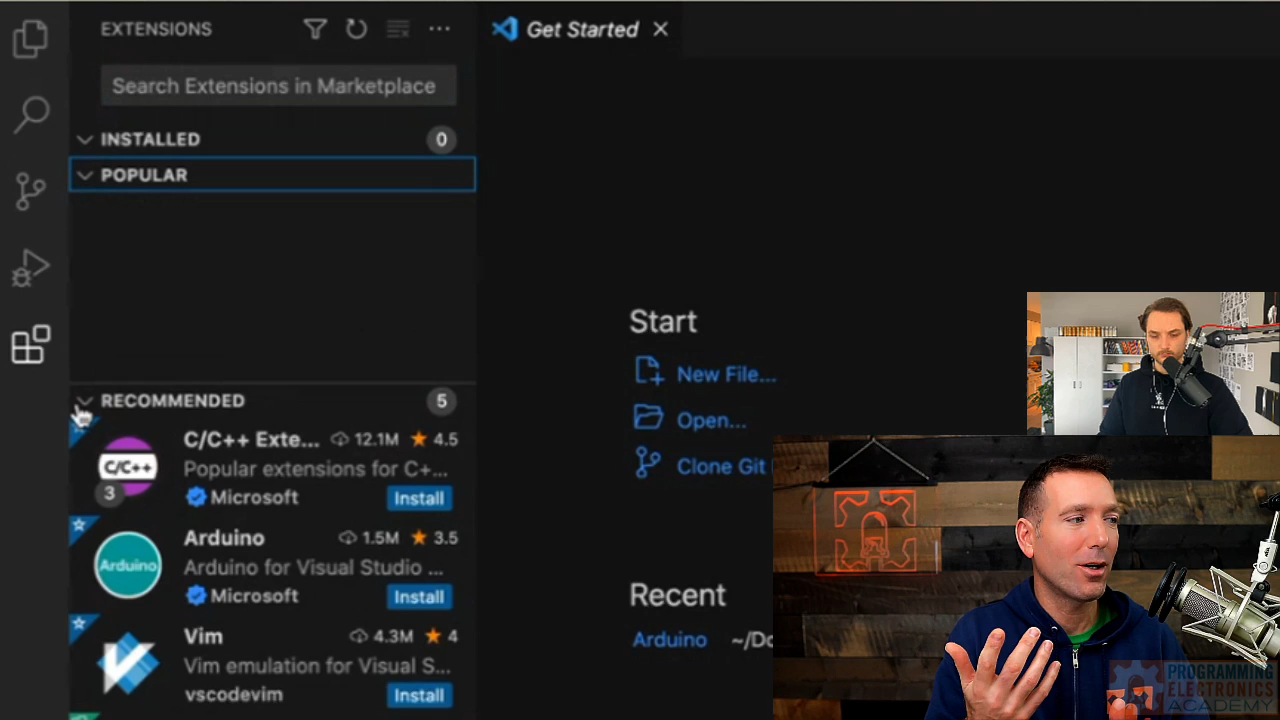 EXTENSIONS
Get Started
Search Extensions in Marketplace
INSTALLED 0
POPULAR
RECOMMENDED 5
C/C++ Exte... 12.1M 4.5
Popular extensions for C+...
Microsoft Install
C/C++
3
Arduino 1.5M 3.5
Arduino for Visual Studio ...
Microsoft Install
Arduino
Vim 4.3M 4
Vim emulation for Visual S...
vscodevim Install
Start
New File...
Open...
Clone Git
Recent
Arduino ~/Do
PROGRAMMING
ELECTRONICS
ACADEMY